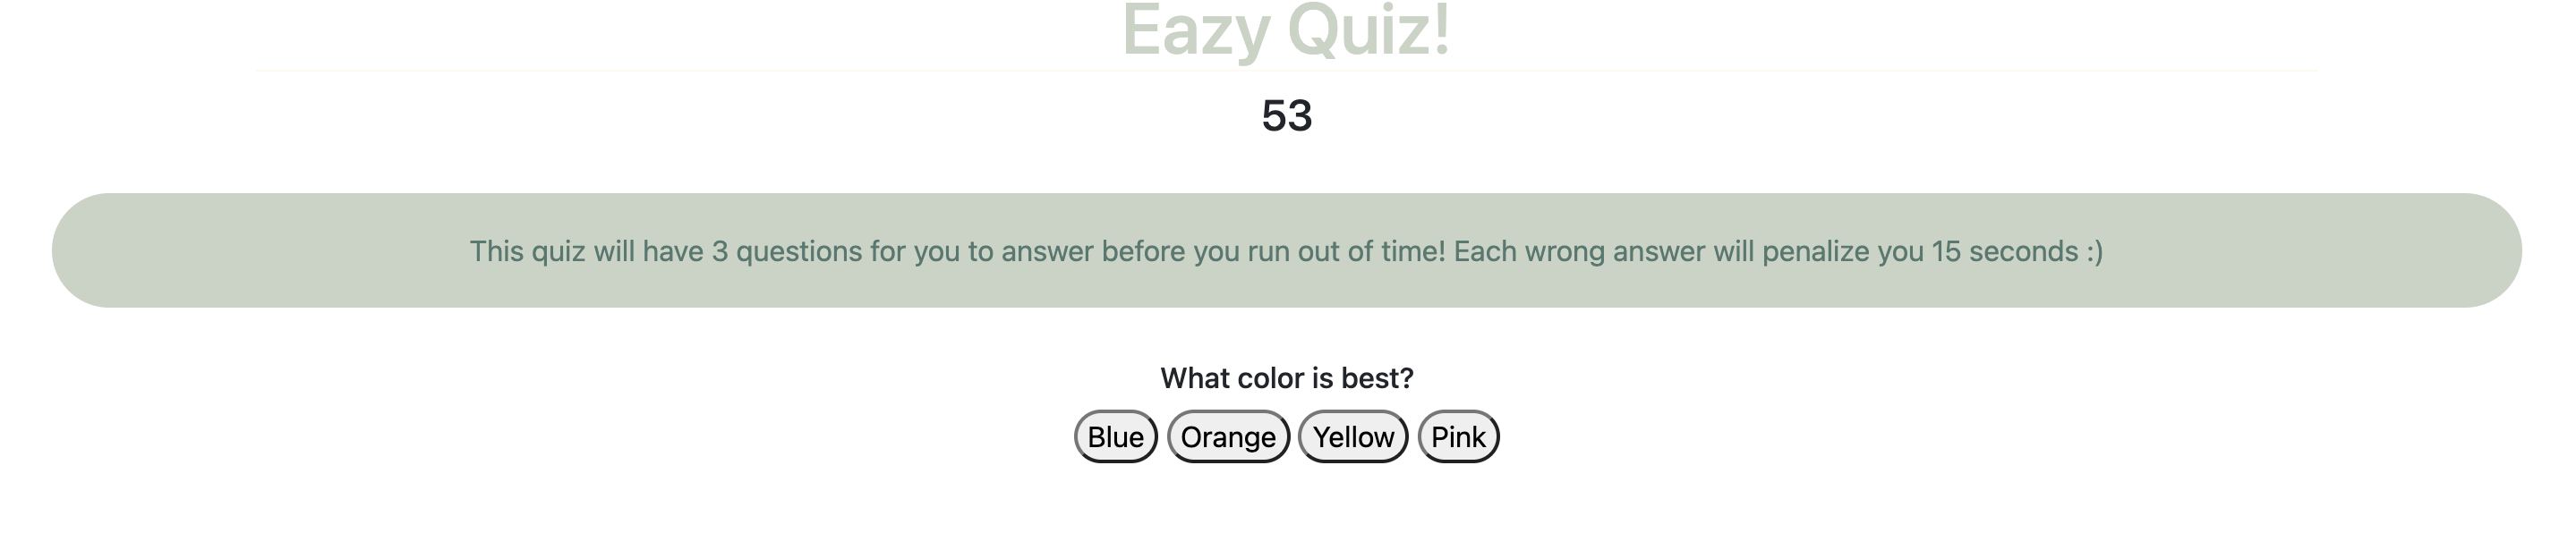 Eazy Quiz!
53
This quiz will have 3 questions for you to answer before you run out of time! Each wrong answer will penalize you 15 seconds :)
What color is best?
Blue Orange Yellow Pink